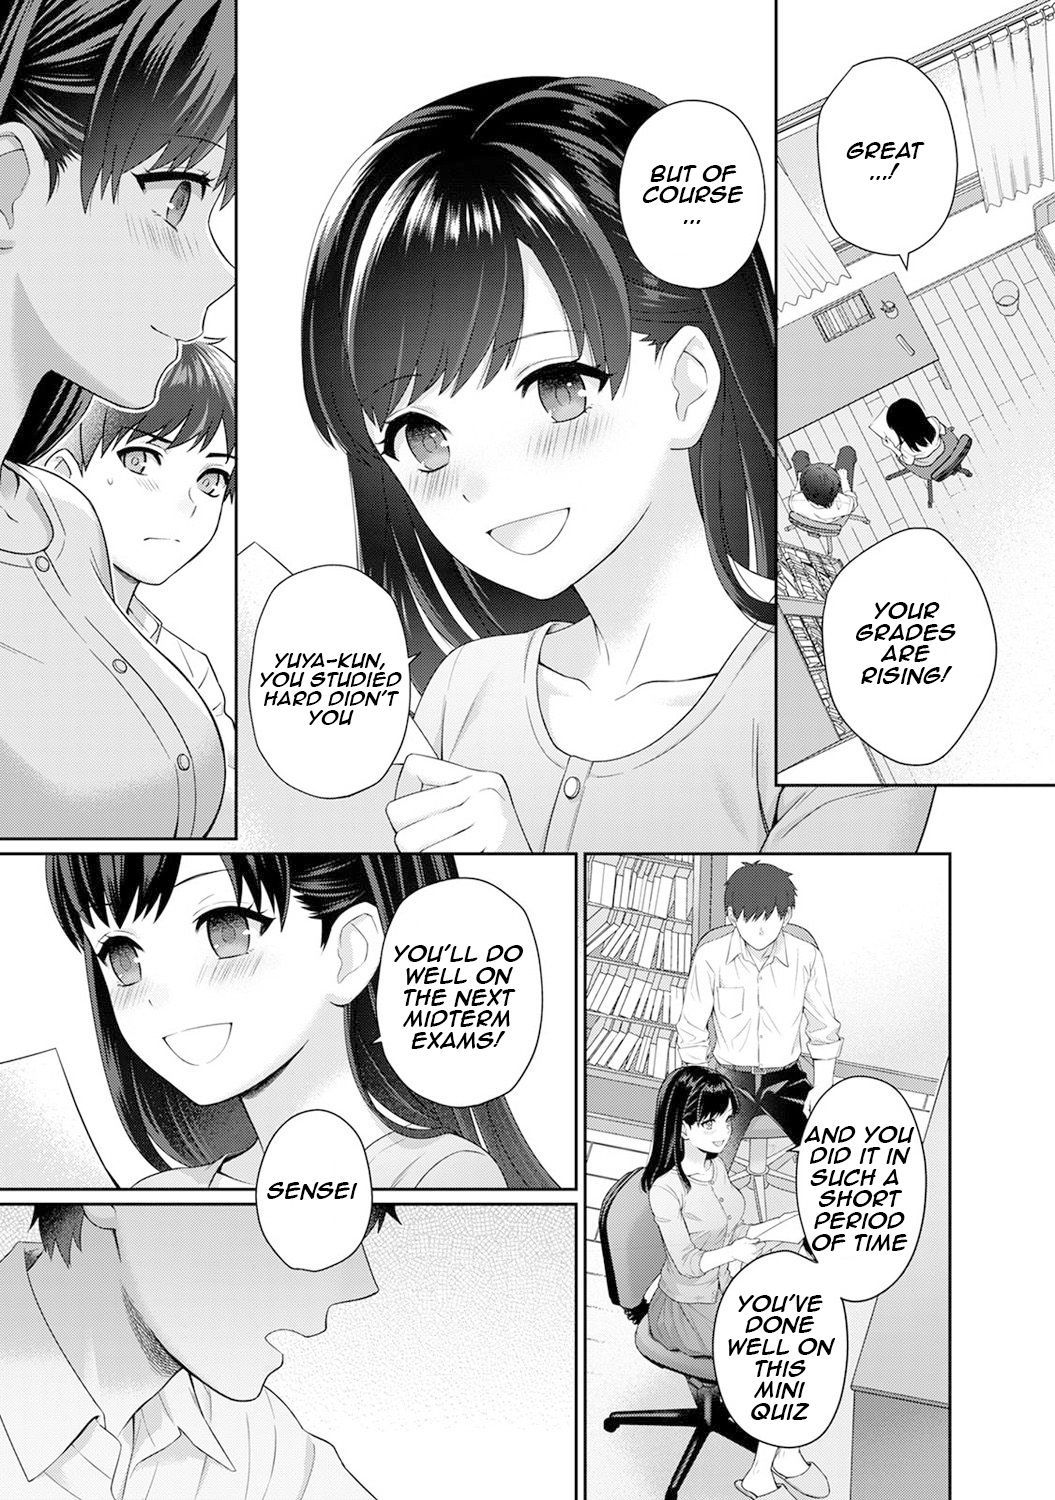 GREAT
...!
YOUR
GRADES
ARE
RISING!
BUT OF
COURSE
...
YUYA-KUN,
YOU STUDIED
HARD DIDN'T
YOU
AND YOU
DID IT IN
SUCH A
SHORT
PERIOD
OF TIME
YOU'VE
DONE
WELL ON
THIS
MINI
QUIZ
YOU'LL DO
WELL ON
THE NEXT
MIDTERM
EXAMS!
SENSEI